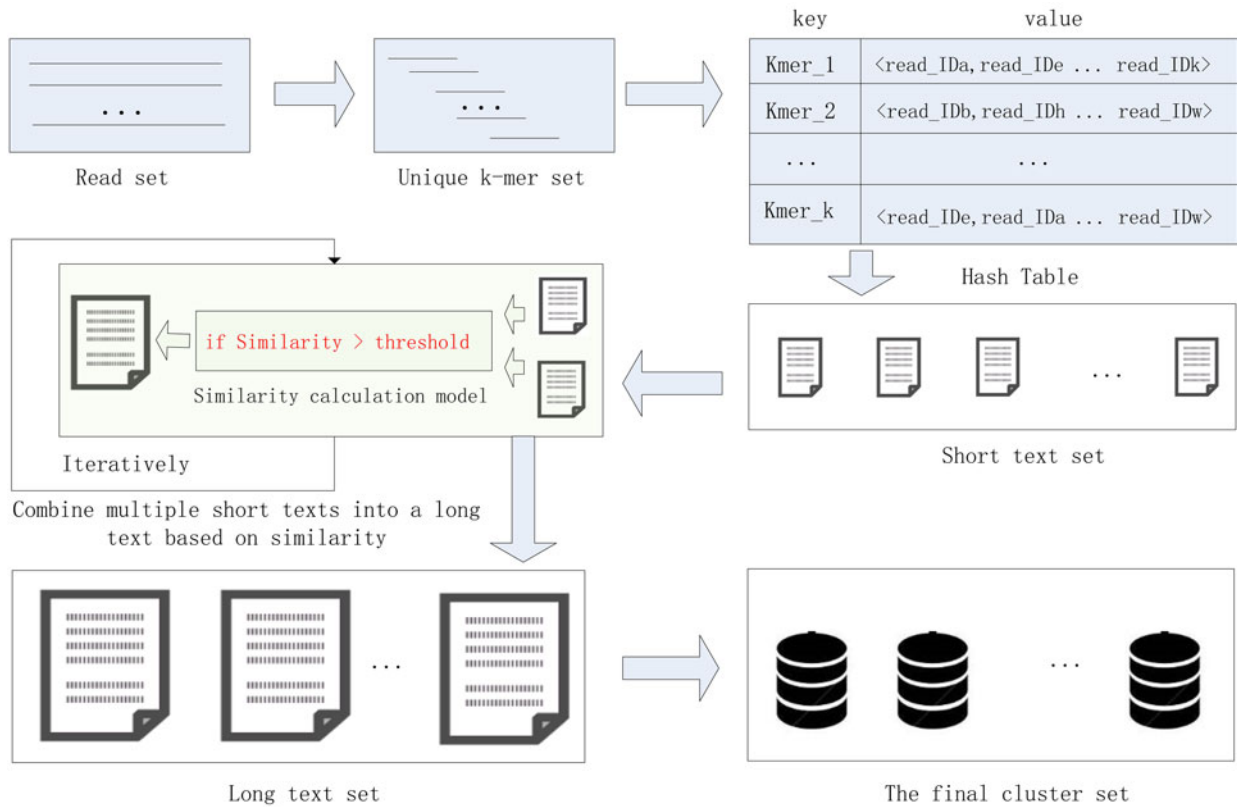 key value
Kmer_1 <read_IDa,read_IDe ... read_IDk>
Kmer_2 <read_IDb,read_IDh ... read_IDw>
... ...
Kmer_k <read_IDe,read_IDa ... read_IDw>
...
Read set
...
Unique k-mer set
Hash Table
if Similarity > threshold
Similarity calculation model
Iteratively
Combine multiple short texts into a long
text based on similarity
...
Short text set
...
Long text set
...
The final cluster set